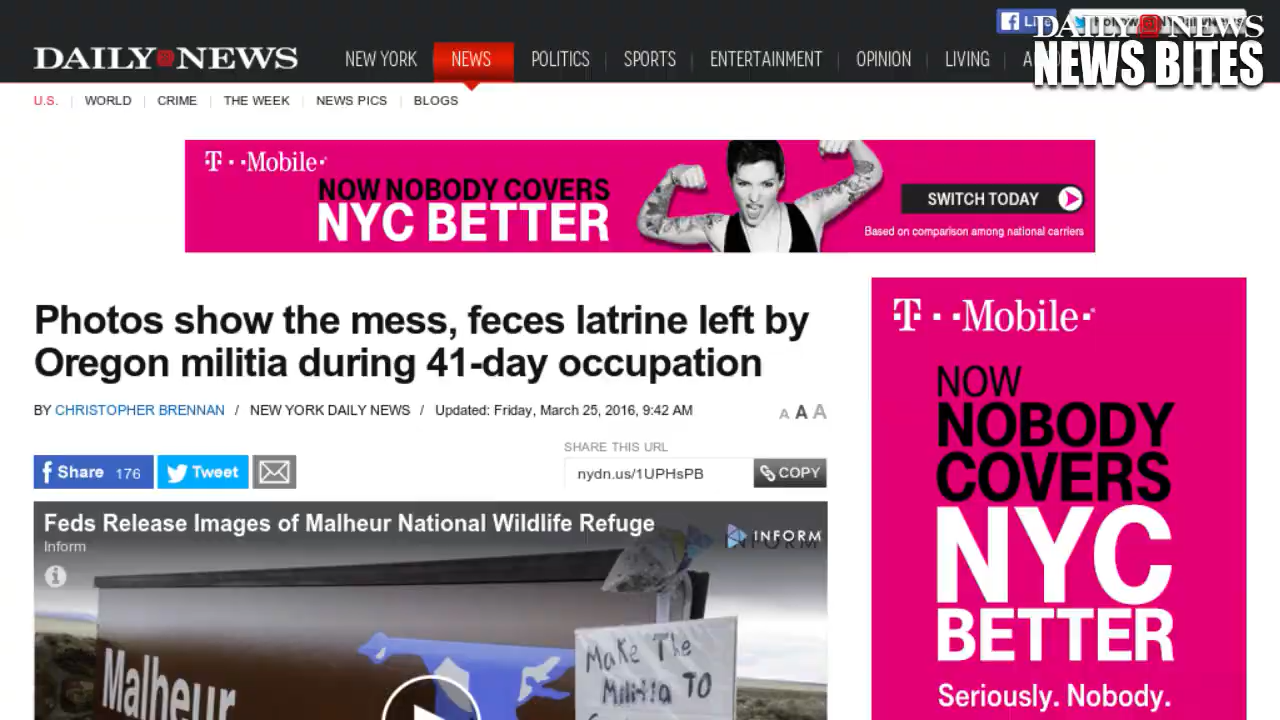 DAILY NEWS
NEW YORK
NEWS
POLITICS
SPORTS
ENTERTAINMENT
OPINION
LIVING
DAILY NEWS
NEWS BITES
U.S.
WORLD
CRIME
THE WEEK
NEWS PICS
BLOGS
T Mobile
NOW NOBODY COVERS
NYC BETTER
SWITCH TODAY
Based on comparison among national carriers
Photos show the mess, feces latrine left by
Oregon militia during 41-day occupation
BY CHRISTOPHER BRENNAN / NEW YORK DAILY NEWS / Updated: Friday, March 25, 2016, 9:42 AM
A A A
SHARE THIS URL
Share 176
Tweet
nydn.us/1UPHsPB
COPY
Feds Release Images of Malheur National Wildlife Refuge
Inform
INFORM
Malheur
Make The
Militia TO
T Mobile
NOW
NOBODY
COVERS
NYC
BETTER
Seriously. Nobody.